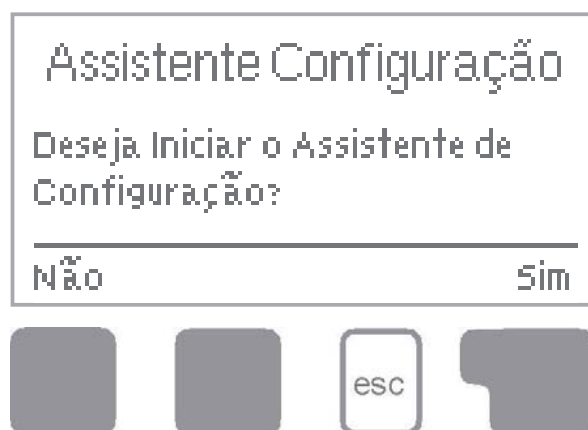 Assistente Configuração
Deseja Iniciar o Assistente de
Configuração?
Não Sim
esc